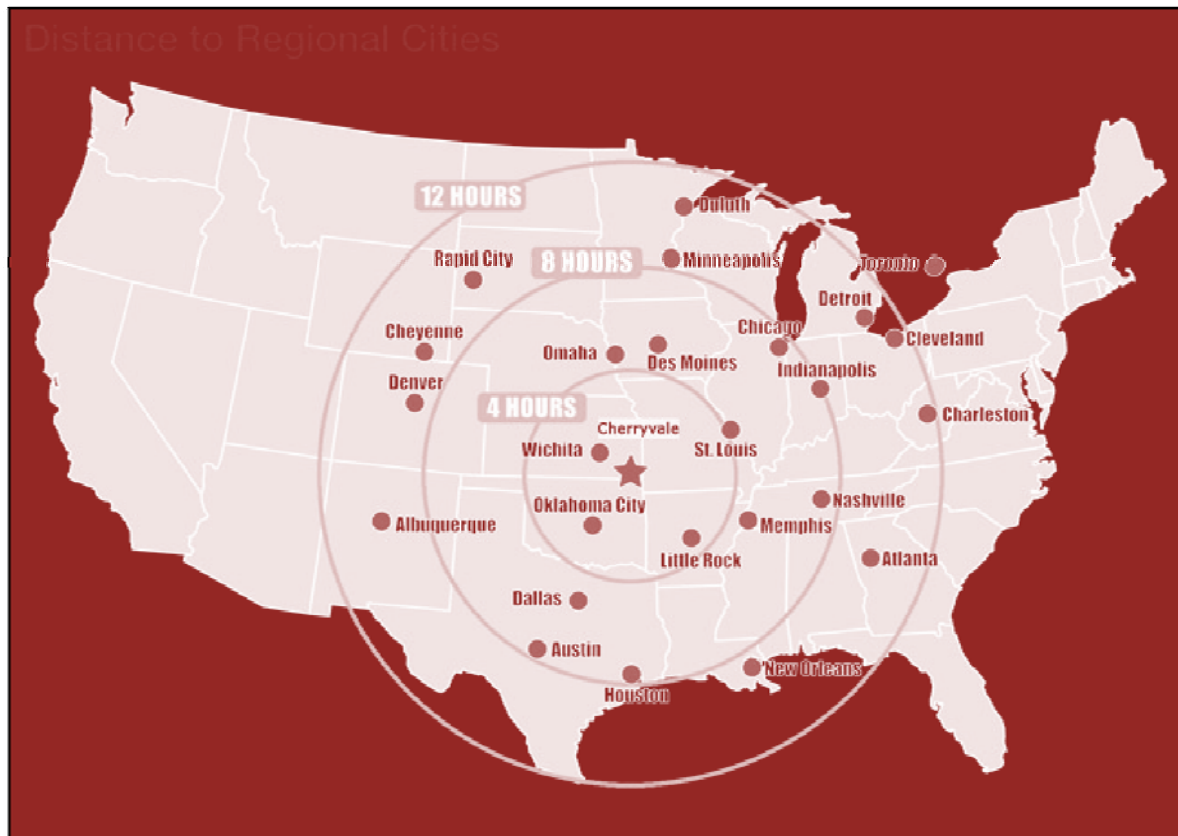 Distance to Regional Cities
12 HOURS
Duluth
8 HOURS
Minneapolis
Rapid City
Toronto
Detroit
Chicago
Cleveland
Cheyenne
Omaha
Des Moines
Indianapolis
Denver
4 HOURS
Charleston
Cherryvale
Wichita
St. Louis
Oklahoma City
Nashville
Albuquerque
Memphis
Little Rock
Atlanta
Dallas
Austin
New Orleans
Houston